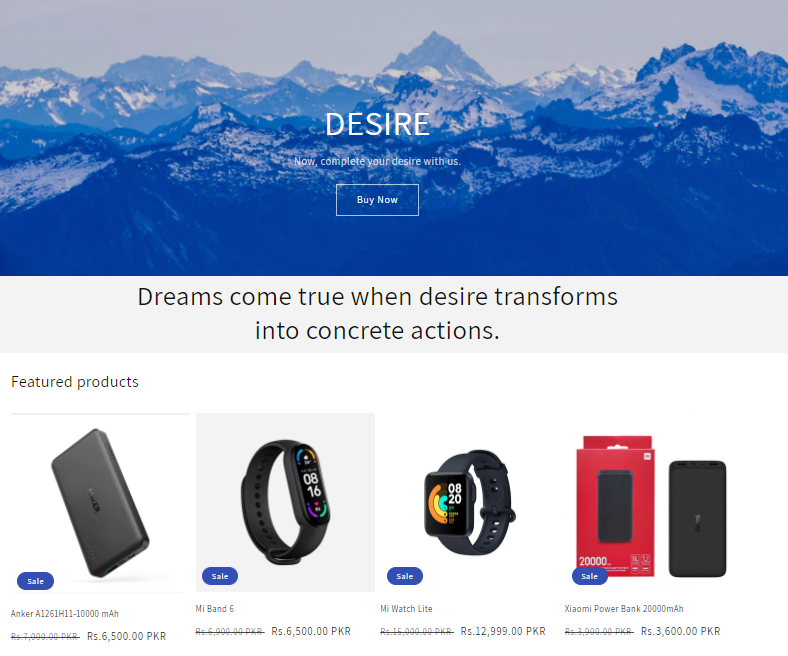 DESIRE
Now, complete your desire with us.
Buy Now
Dreams come true when desire transforms
into concrete actions.
Featured products
ANKER
08
16
08
20
20000
Sale
Sale
Sale
Sale
Anker A1261H11-10000 mAh
Mi Band 6
Mi Watch Lite
Xiaomi Power Bank 20000mAh
Rs.7,000.00 PKR Rs.6,500.00 PKR
Rs.6,900.00 PKR Rs.6,500.00 PKR
Rs.15,000.00 PKR Rs.12,999.00 PKR
Rs.3,900.00 PKR Rs.3,600.00 PKR